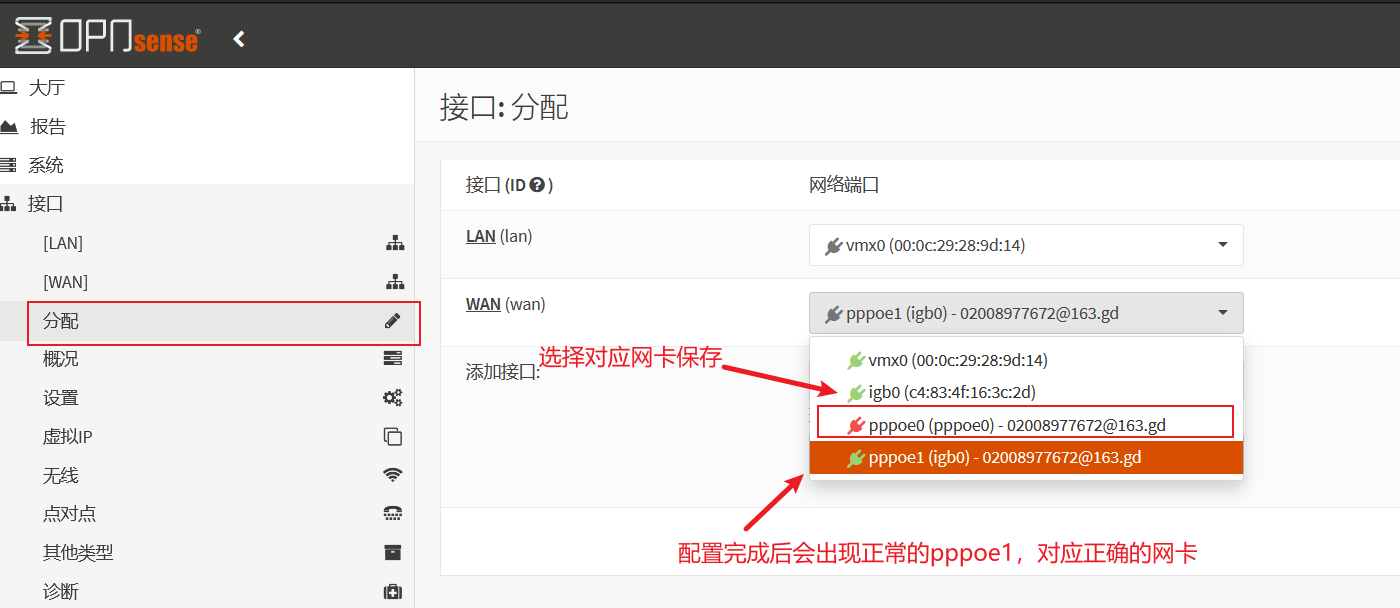 OPNsense®
大厅
报告
系统
接口
[LAN]
[WAN]
分配
概况
设置
虚拟IP
无线
点对点
其他类型
诊断
接口: 分配
接口 (ID ) 网络端口
LAN (lan) vmx0 (00:0c:29:28:9d:14)
WAN (wan) pppoe1 (igb0) - 02008977672@163.gd
添加接口:
选择对应网卡保存
vmx0 (00:0c:29:28:9d:14)
igb0 (c4:83:4f:16:3c:2d)
pppoe0 (pppoe0) - 02008977672@163.gd
pppoe1 (igb0) - 02008977672@163.gd
配置完成后会出现正常的pppoe1，对应正确的网卡